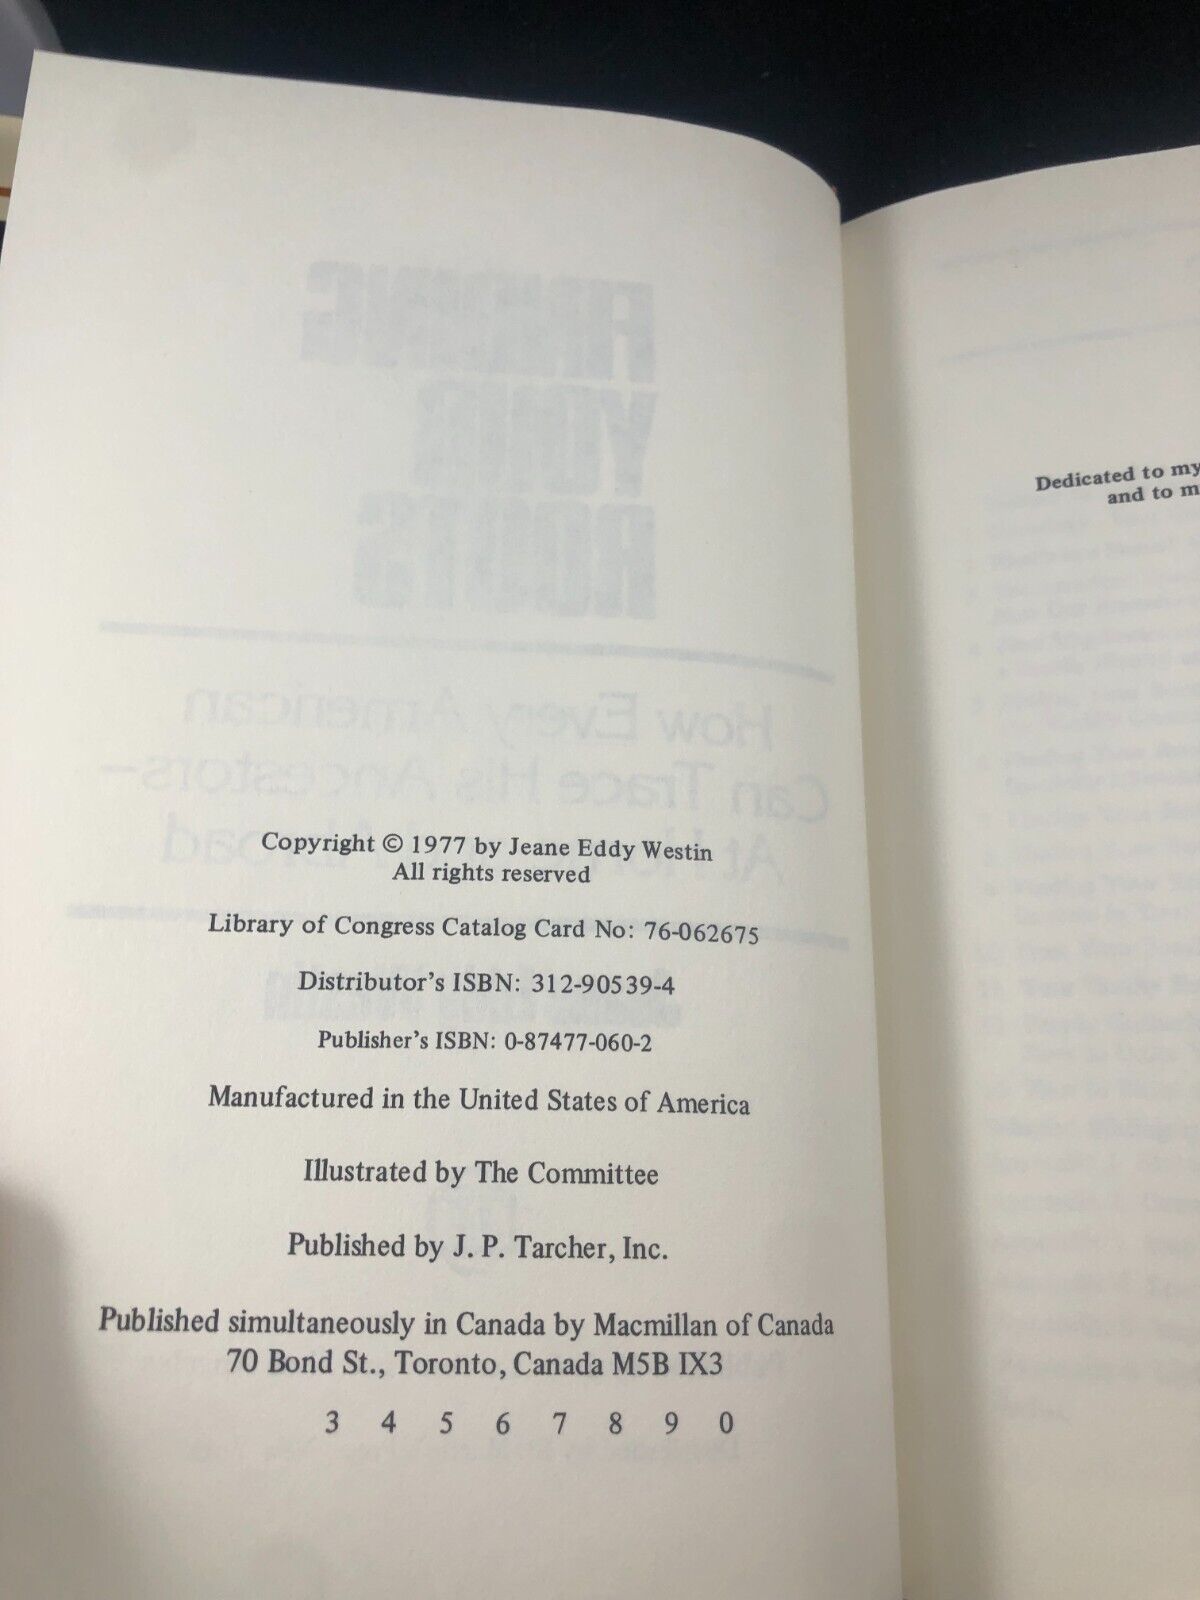 Copyright © 1977 by Jeane Eddy Westin
All rights reserved
Library of Congress Catalog Card No: 76-062675
Distributor's ISBN: 312-90539-4
Publisher's ISBN: 0-87477-060-2
Manufactured in the United States of America
Illustrated by The Committee
Published by J. P. Tarcher, Inc.
Published simultaneously in Canada by Macmillan of Canada
70 Bond St., Toronto, Canada M5B IX3
3 4 5 6 7 8 9 0
Dedicated to my
and to m